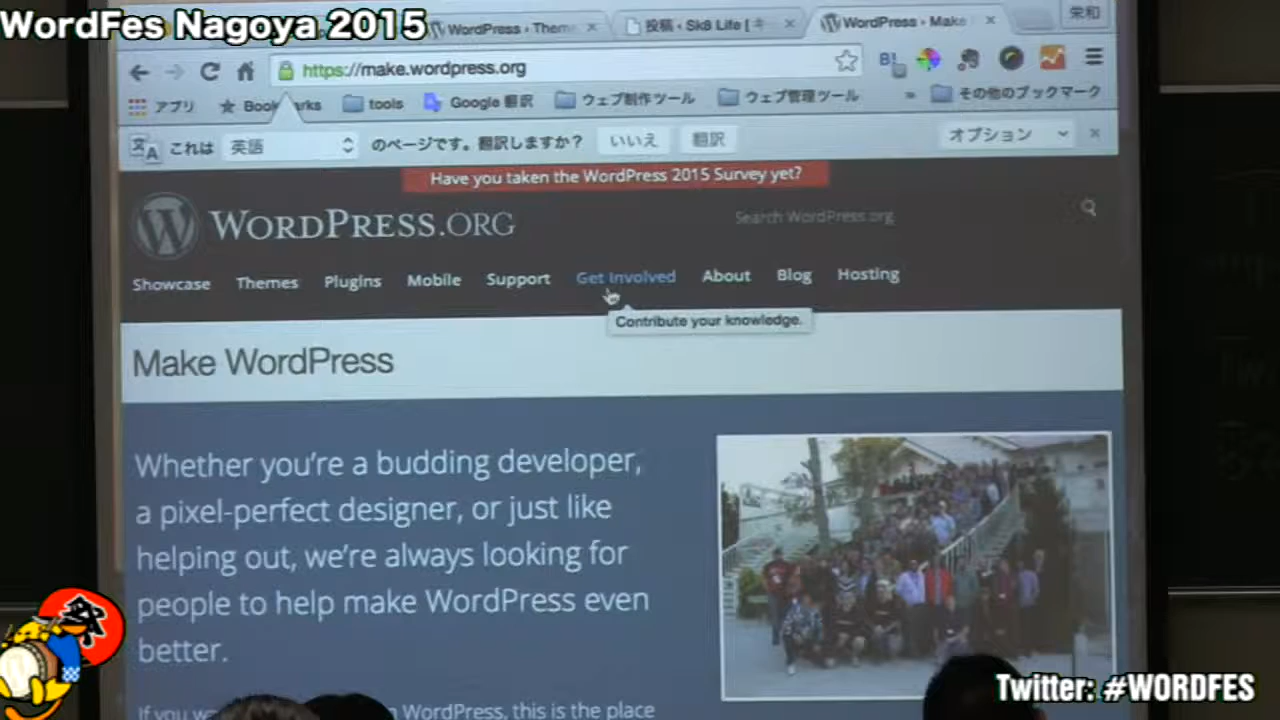 WordFes Nagoya 2015
WordPress › Them
投稿 ‹ Sk8 Life [
WordPress › Make
栄和
https://make.wordpress.org
B!
アプリ
tools
Google 翻訳
ウェブ制作ツール
ウェブ管理ツール
»
その他のブックマーク
これは 英語 のページです。翻訳しますか？ いいえ 翻訳
オプション
Have you taken the WordPress 2015 Survey yet?
WORDPRESS.ORG
Search WordPress.org
Showcase Themes Plugins Mobile Support Get Involved About Blog Hosting
Contribute your knowledge.
Make WordPress
Whether you're a budding developer,
a pixel-perfect designer, or just like
helping out, we're always looking for
people to help make WordPress even
better.
If you
WordPress, this is the place
祭
Twitter: #WORDFES